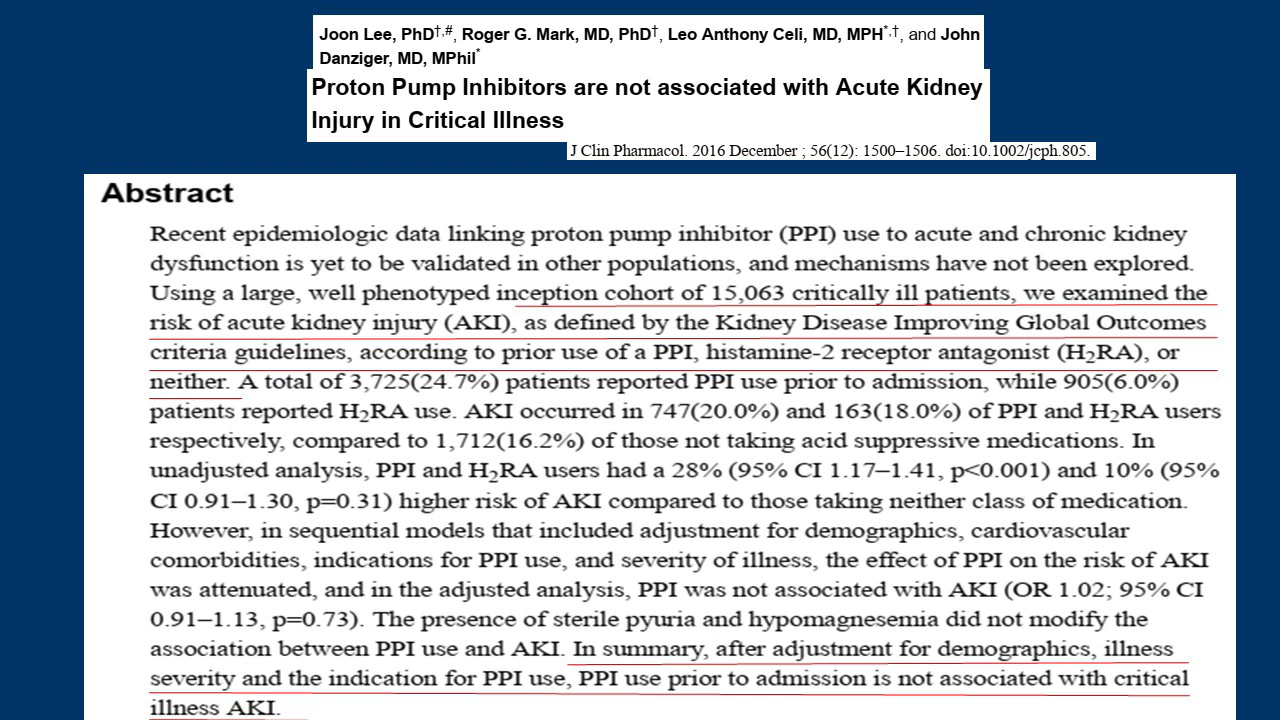 Joon Lee, PhD†,#, Roger G. Mark, MD, PhD†, Leo Anthony Celi, MD, MPH*,†, and John
Danziger, MD, MPhil*
Proton Pump Inhibitors are not associated with Acute Kidney
Injury in Critical Illness
J Clin Pharmacol. 2016 December ; 56(12): 1500–1506. doi:10.1002/jcph.805.
Abstract
Recent epidemiologic data linking proton pump inhibitor (PPI) use to acute and chronic kidney
dysfunction is yet to be validated in other populations, and mechanisms have not been explored.
Using a large, well phenotyped inception cohort of 15,063 critically ill patients, we examined the
risk of acute kidney injury (AKI), as defined by the Kidney Disease Improving Global Outcomes
criteria guidelines, according to prior use of a PPI, histamine-2 receptor antagonist (H₂RA), or
neither. A total of 3,725(24.7%) patients reported PPI use prior to admission, while 905(6.0%)
patients reported H₂RA use. AKI occurred in 747(20.0%) and 163(18.0%) of PPI and H₂RA users
respectively, compared to 1,712(16.2%) of those not taking acid suppressive medications. In
unadjusted analysis, PPI and H₂RA users had a 28% (95% CI 1.17–1.41, p<0.001) and 10% (95%
CI 0.91–1.30, p=0.31) higher risk of AKI compared to those taking neither class of medication.
However, in sequential models that included adjustment for demographics, cardiovascular
comorbidities, indications for PPI use, and severity of illness, the effect of PPI on the risk of AKI
was attenuated, and in the adjusted analysis, PPI was not associated with AKI (OR 1.02; 95% CI
0.91–1.13, p=0.73). The presence of sterile pyuria and hypomagnesemia did not modify the
association between PPI use and AKI. In summary, after adjustment for demographics, illness
severity and the indication for PPI use, PPI use prior to admission is not associated with critical
illness AKI.